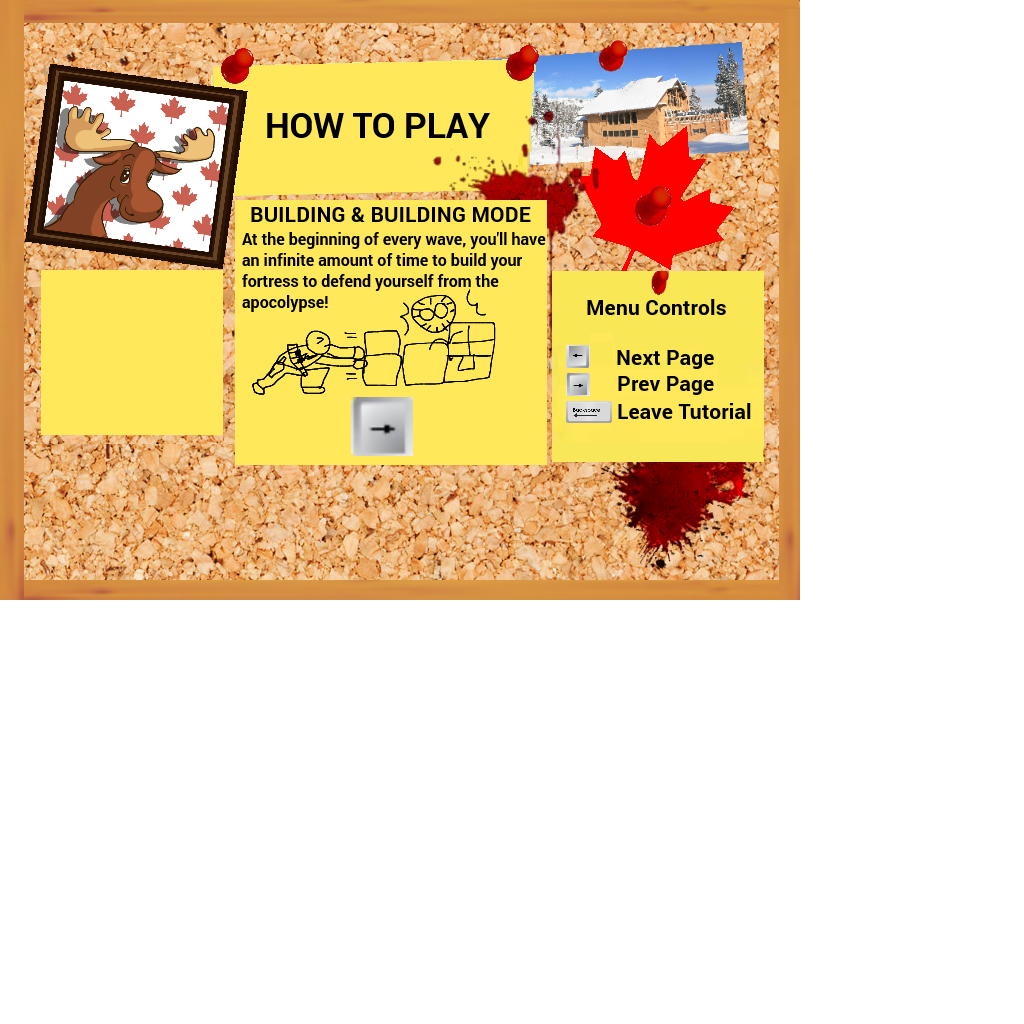 HOW TO PLAY
BUILDING & BUILDING MODE
At the beginning of every wave, you'll have
an infinite amount of time to build your
fortress to defend yourself from the
apocolypse!
Menu Controls
← Next Page
→ Prev Page
Backspace Leave Tutorial